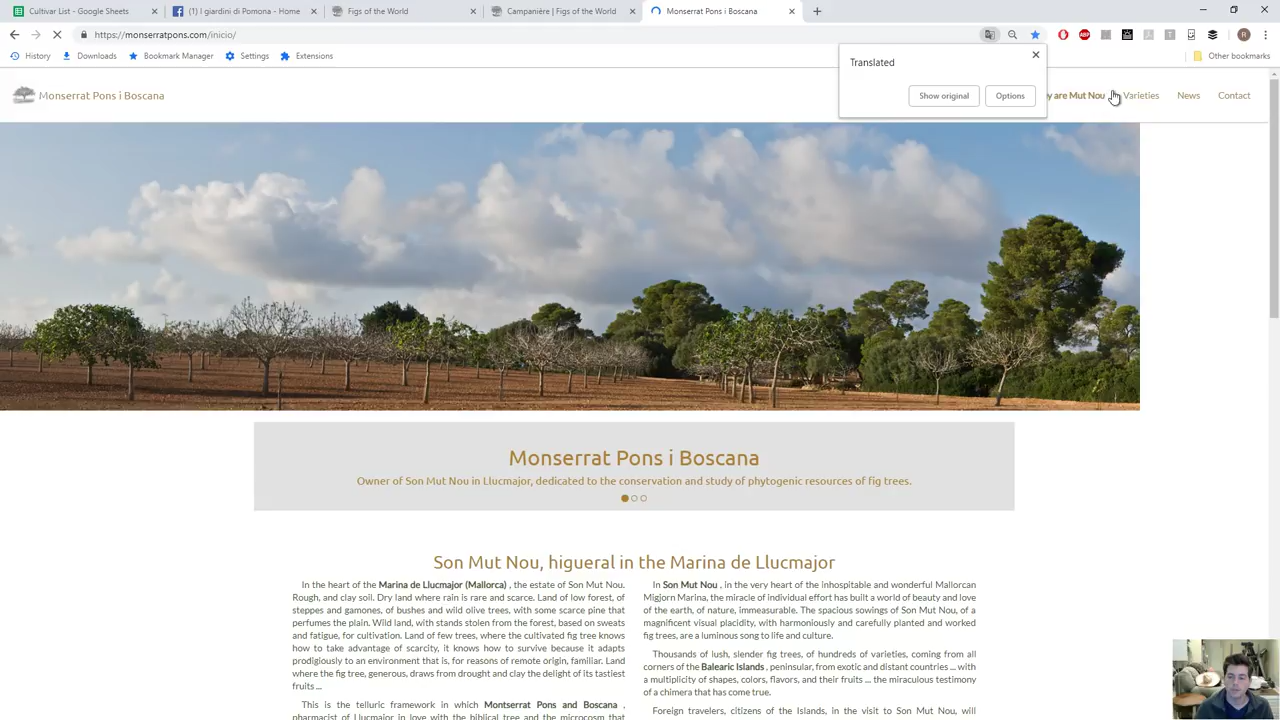 Cultivar List - Google Sheets
(1) I giardini di Pomona - Home
Figs of the World
Campanière | Figs of the World
Monserrat Pons i Boscana
https://monserratpons.com/inicio/
History
Downloads
Bookmark Manager
Settings
Extensions
Other bookmarks
Translated
Show original
Options
Monserrat Pons i Boscana
are Mut Nou
Varieties
News
Contact
Monserrat Pons i Boscana
Owner of Son Mut Nou in Llucmajor, dedicated to the conservation and study of phytogenic resources of fig trees.
Son Mut Nou, higueral in the Marina de Llucmajor
In the heart of the Marina de Llucmajor (Mallorca) , the estate of Son Mut Nou.
Rough, and clay soil. Dry land where rain is rare and scarce. Land of low forest, of
steppes and gamones, of bushes and wild olive trees, with some scarce pine that
perfumes the plain. Wild land, with stands stolen from the forest, based on sweats
and fatigue, for cultivation. Land of few trees, where the cultivated fig tree knows
how to take advantage of scarcity, it knows how to survive because it adapts
prodigiously to an environment that is, for reasons of remote origin, familiar. Land
where the fig tree, generous, draws from drought and clay the delight of its tastiest
fruits ...
This is the telluric framework in which Montserrat Pons and Boscana ,
pharmacist of Llucmajor in love with the biblical tree and the microcosm that
In Son Mut Nou , in the very heart of the inhospitable and wonderful Mallorcan
Migjorn Marina, the miracle of individual effort has built a world of beauty and love
of the earth, of nature, immeasurable. The spacious sowings of Son Mut Nou, of a
magnificent visual placidity, with harmoniously and carefully planted and worked
fig trees, are a luminous song to life and culture.
Thousands of lush, slender fig trees, of hundreds of varieties, coming from all
corners of the Balearic Islands , peninsular, from exotic and distant countries ... with
a multiplicity of shapes, colors, flavors, and their fruits ... the miraculous testimony
of a chimera that has come true.
Foreign travelers, citizens of the Islands, in the visit to Son Mut Nou, will